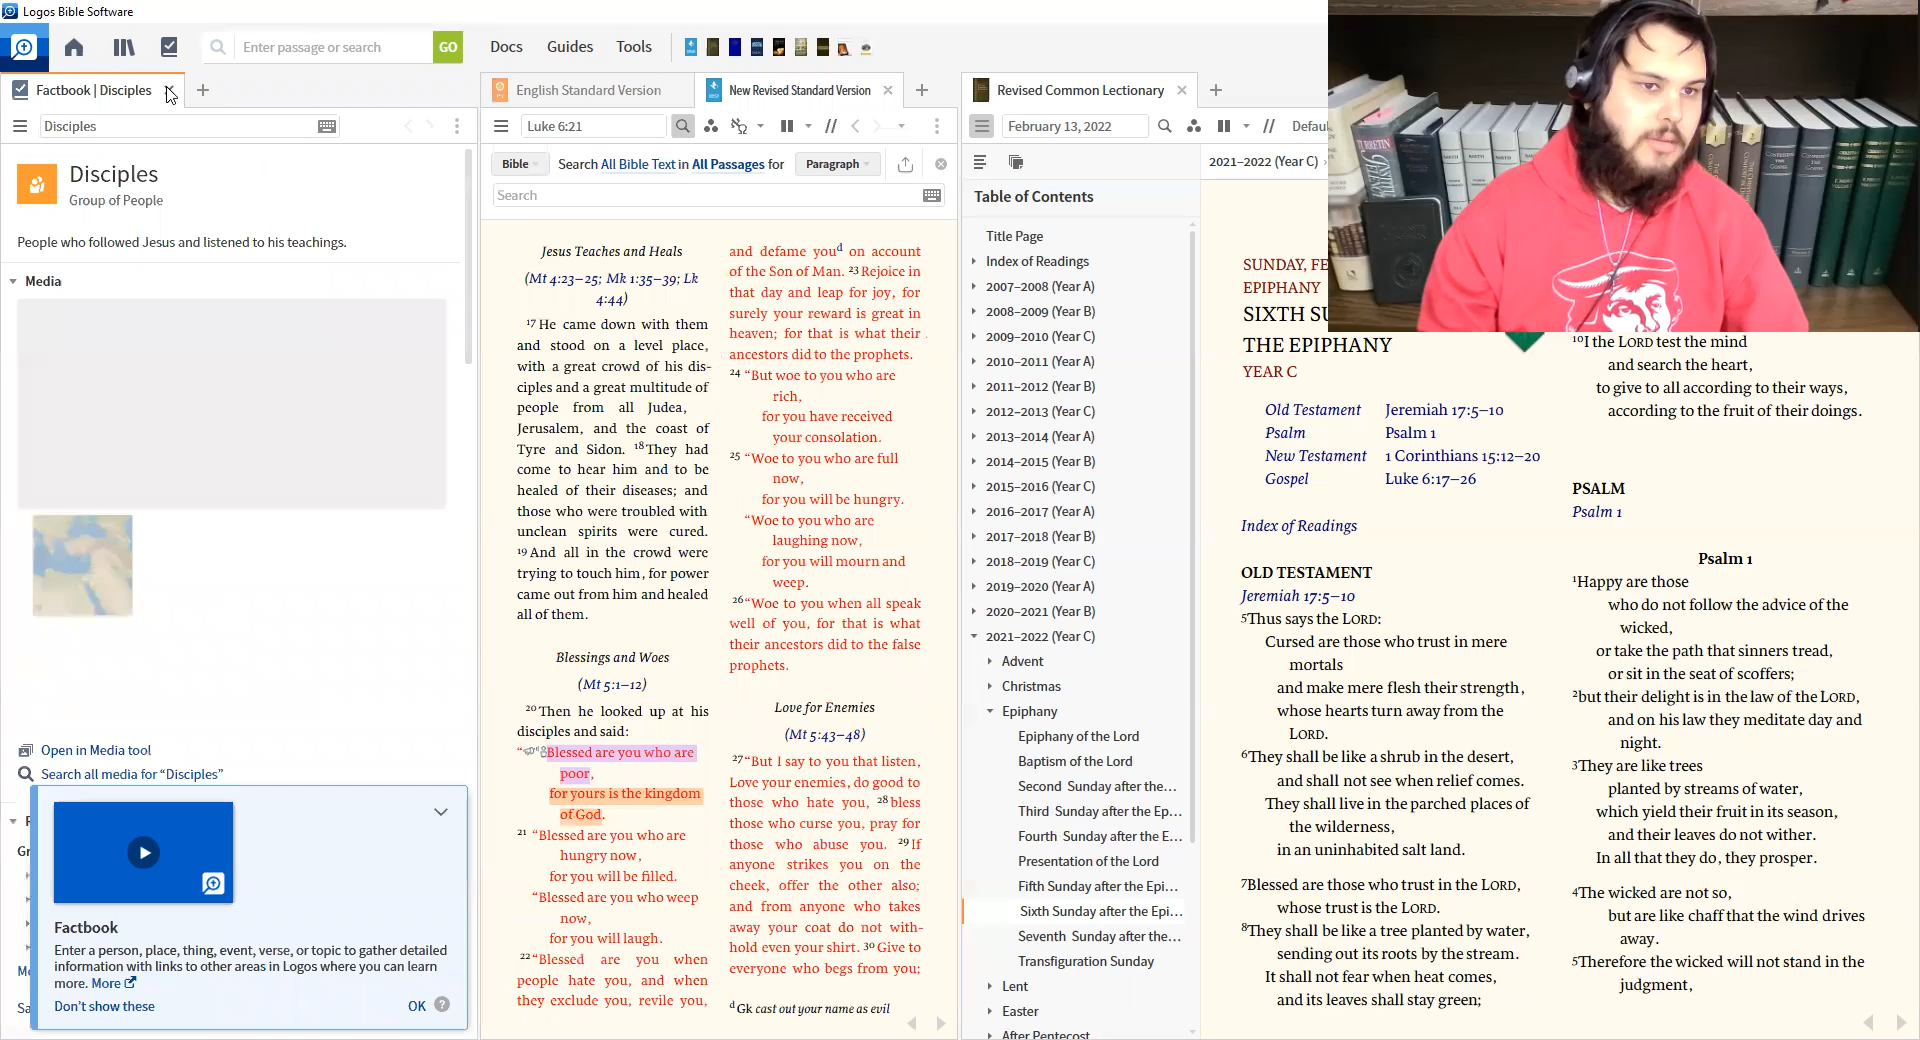 Logos Bible Software
Enter passage or search
GO
Docs
Guides
Tools
Factbook | Disciples
English Standard Version
New Revised Standard Version
Revised Common Lectionary
Disciples
Disciples
Group of People
People who followed Jesus and listened to his teachings.
Media
Open in Media tool
Search all media for “Disciples”
Factbook
Enter a person, place, thing, event, verse, or topic to gather detailed
information with links to other areas in Logos where you can learn
more. More
Don’t show these
OK
Luke 6:21
Bible
Search All Bible Text in All Passages for
Paragraph
Search
Jesus Teaches and Heals
(Mt 4:23–25; Mk 1:35–39; Lk
4:44)
17 He came down with them
and stood on a level place,
with a great crowd of his dis-
ciples and a great multitude of
people from all Judea,
Jerusalem, and the coast of
Tyre and Sidon. 18 They had
come to hear him and to be
healed of their diseases; and
those who were troubled with
unclean spirits were cured.
19 And all in the crowd were
trying to touch him, for power
came out from him and healed
all of them.
Blessings and Woes
(Mt 5:1–12)
20 Then he looked up at his
disciples and said:
“Blessed are you who are
poor,
for yours is the kingdom
of God.
21 “Blessed are you who are
hungry now,
for you will be filled.
“Blessed are you who weep
now,
for you will laugh.
22 “Blessed are you when
people hate you, and when
they exclude you, revile you,
and defame you d on account
of the Son of Man. 23 Rejoice in
that day and leap for joy, for
surely your reward is great in
heaven; for that is what their
ancestors did to the prophets.
24 “But woe to you who are
rich,
for you have received
your consolation.
25 “Woe to you who are full
now,
for you will be hungry.
“Woe to you who are
laughing now,
for you will mourn and
weep.
26 “Woe to you when all speak
well of you, for that is what
their ancestors did to the false
prophets.
Love for Enemies
(Mt 5:43–48)
27 “But I say to you that listen,
Love your enemies, do good to
those who hate you, 28 bless
those who curse you, pray for
those who abuse you. 29 If
anyone strikes you on the
cheek, offer the other also;
and from anyone who takes
away your coat do not with-
hold even your shirt. 30 Give to
everyone who begs from you;
d Gk cast out your name as evil
February 13, 2022
Defau
2021–2022 (Year C)
Table of Contents
Title Page
Index of Readings
2007–2008 (Year A)
2008–2009 (Year B)
2009–2010 (Year C)
2010–2011 (Year A)
2011–2012 (Year B)
2012–2013 (Year C)
2013–2014 (Year A)
2014–2015 (Year B)
2015–2016 (Year C)
2016–2017 (Year A)
2017–2018 (Year B)
2018–2019 (Year C)
2019–2020 (Year A)
2020–2021 (Year B)
2021–2022 (Year C)
Advent
Christmas
Epiphany
Epiphany of the Lord
Baptism of the Lord
Second Sunday after the...
Third Sunday after the Ep...
Fourth Sunday after the E...
Presentation of the Lord
Fifth Sunday after the Epi...
Sixth Sunday after the Epi...
Seventh Sunday after the...
Transfiguration Sunday
Lent
Easter
After Pentecost
SUNDAY, FE
EPIPHANY
SIXTH SU
THE EPIPHANY
YEAR C
Old Testament Jeremiah 17:5–10
Psalm Psalm 1
New Testament 1 Corinthians 15:12–20
Gospel Luke 6:17–26
Index of Readings
OLD TESTAMENT
Jeremiah 17:5–10
5 Thus says the LORD:
Cursed are those who trust in mere
mortals
and make mere flesh their strength,
whose hearts turn away from the
LORD.
6 They shall be like a shrub in the desert,
and shall not see when relief comes.
They shall live in the parched places of
the wilderness,
in an uninhabited salt land.
7 Blessed are those who trust in the LORD,
whose trust is the LORD.
8 They shall be like a tree planted by water,
sending out its roots by the stream.
It shall not fear when heat comes,
and its leaves shall stay green;
10 I the LORD test the mind
and search the heart,
to give to all according to their ways,
according to the fruit of their doings.
PSALM
Psalm 1
Psalm 1
1 Happy are those
who do not follow the advice of the
wicked,
or take the path that sinners tread,
or sit in the seat of scoffers;
2 but their delight is in the law of the LORD,
and on his law they meditate day and
night.
3 They are like trees
planted by streams of water,
which yield their fruit in its season,
and their leaves do not wither.
In all that they do, they prosper.
4 The wicked are not so,
but are like chaff that the wind drives
away.
5 Therefore the wicked will not stand in the
judgment,